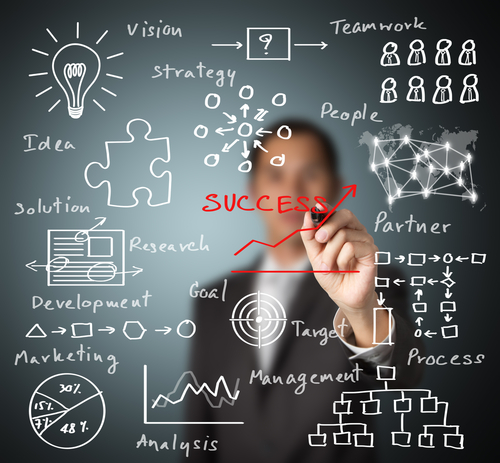 Vision
?
Teamwork
Strategy
People
Idea
SUCCESS
Solution
Partner
Research
Goal
Development
Target
Marketing
Management
Process
30%
15%
7%
48%
Analysis